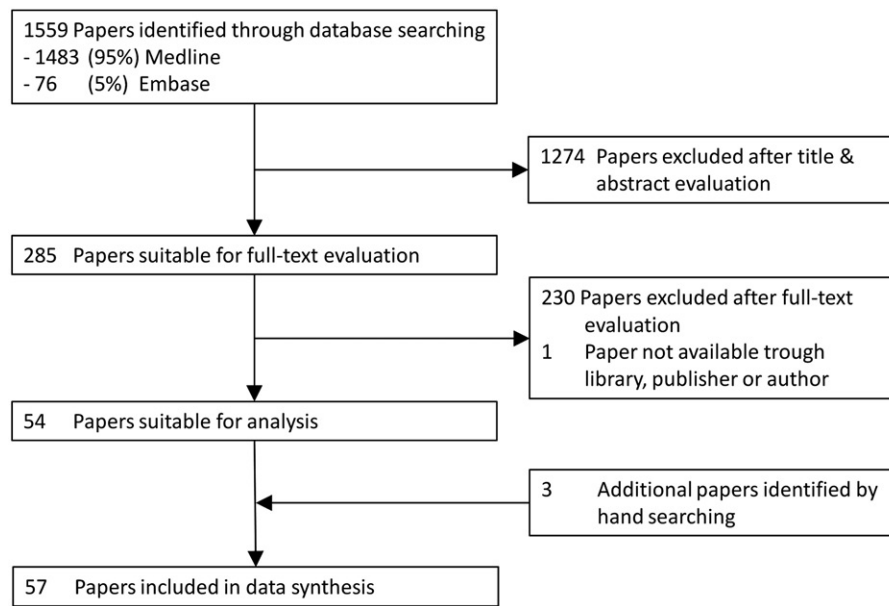 1559 Papers identified through database searching
- 1483 (95%) Medline
- 76 (5%) Embase
1274 Papers excluded after title &
abstract evaluation
285 Papers suitable for full-text evaluation
230 Papers excluded after full-text
evaluation
1 Paper not available trough
library, publisher or author
54 Papers suitable for analysis
3 Additional papers identified by
hand searching
57 Papers included in data synthesis